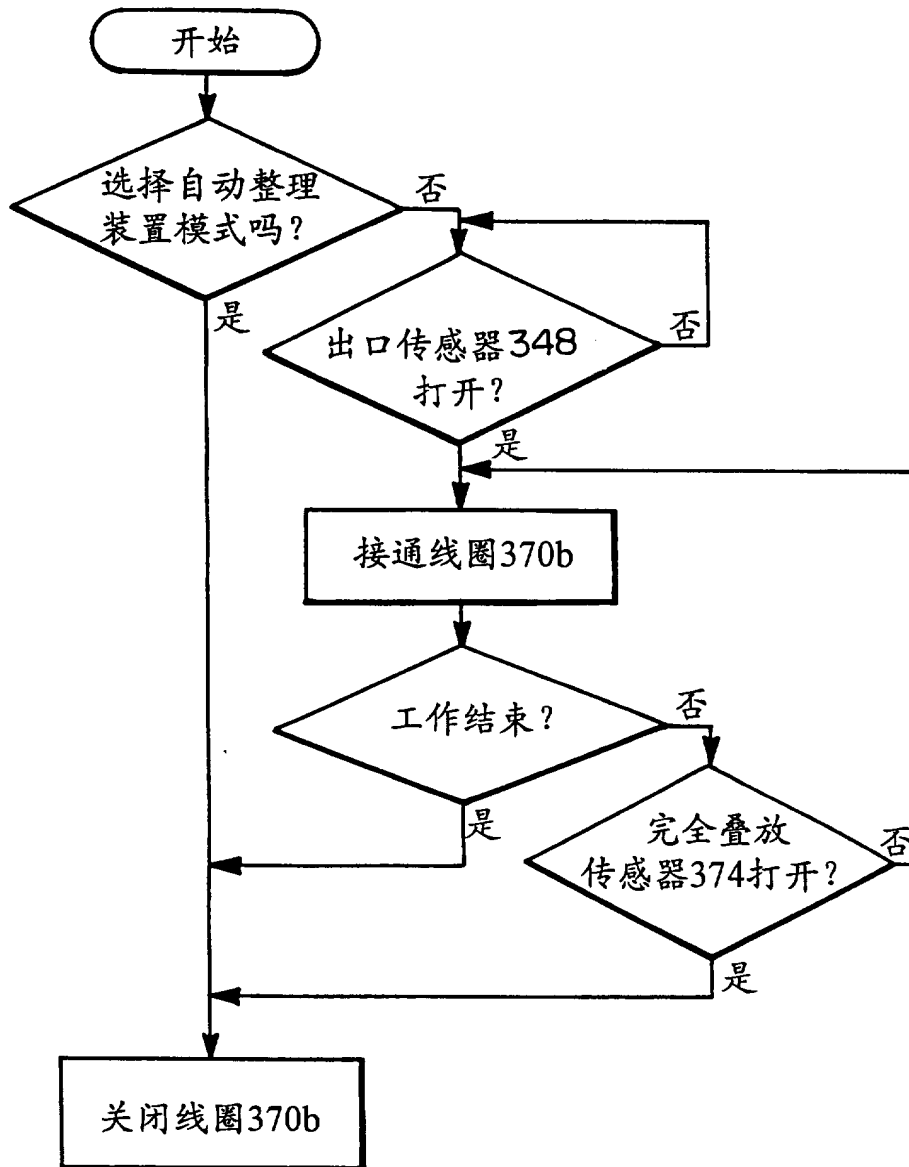 开始
选择自动整理
装置模式吗？
否
是
出口传感器348
打开？
否
是
接通线圈370b
工作结束？
否
是
完全叠放
传感器374打开？
否
是
关闭线圈370b